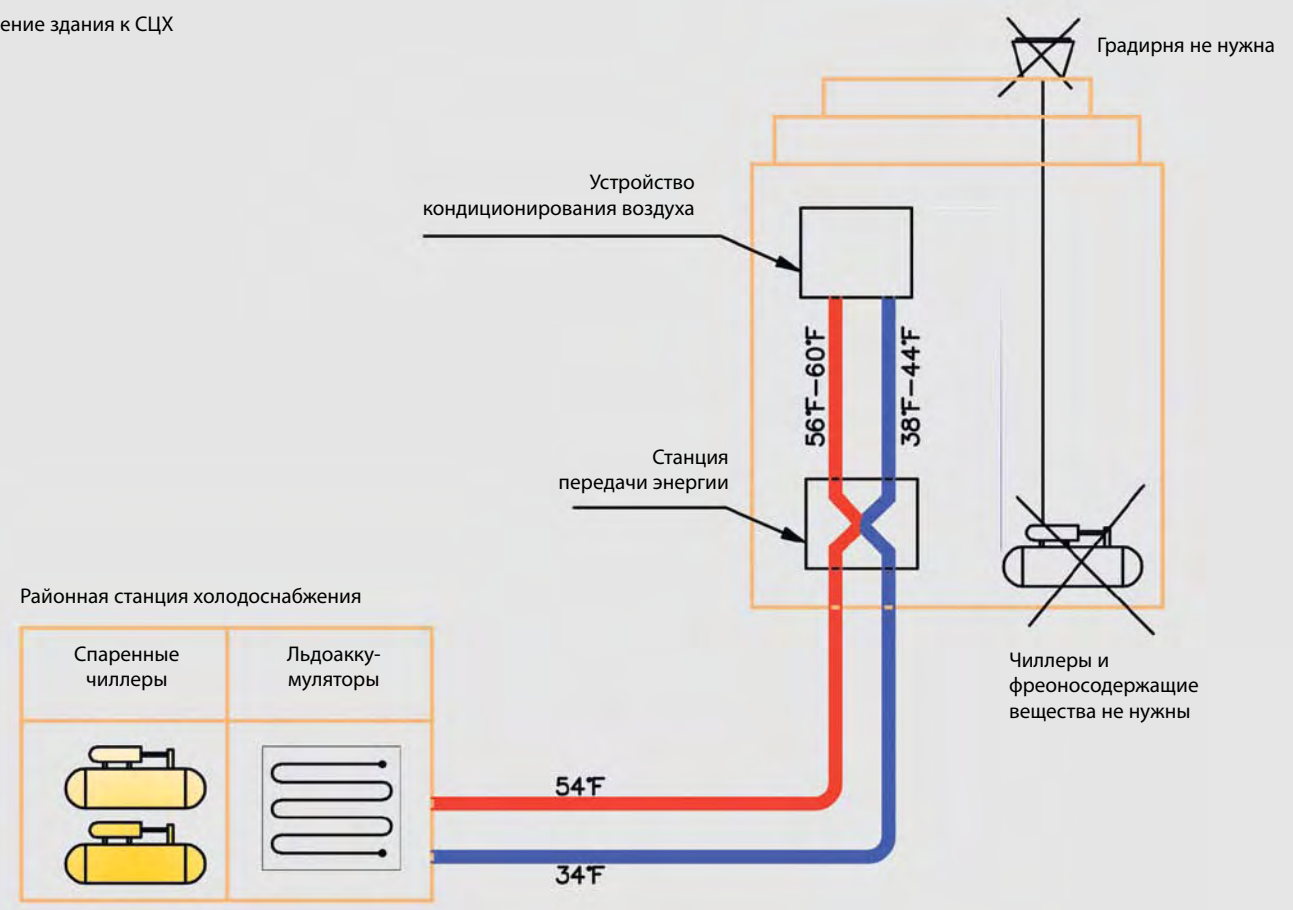 ение здания к СЦХ
Градирня не нужна
Устройство
кондиционирования воздуха
56°F–60°F
38°F–44°F
Станция
передачи энергии
Районная станция холодоснабжения
Спаренные
чиллеры
Льдоакку-
муляторы
Чиллеры и
фреоносодержащие
вещества не нужны
54°F
34°F